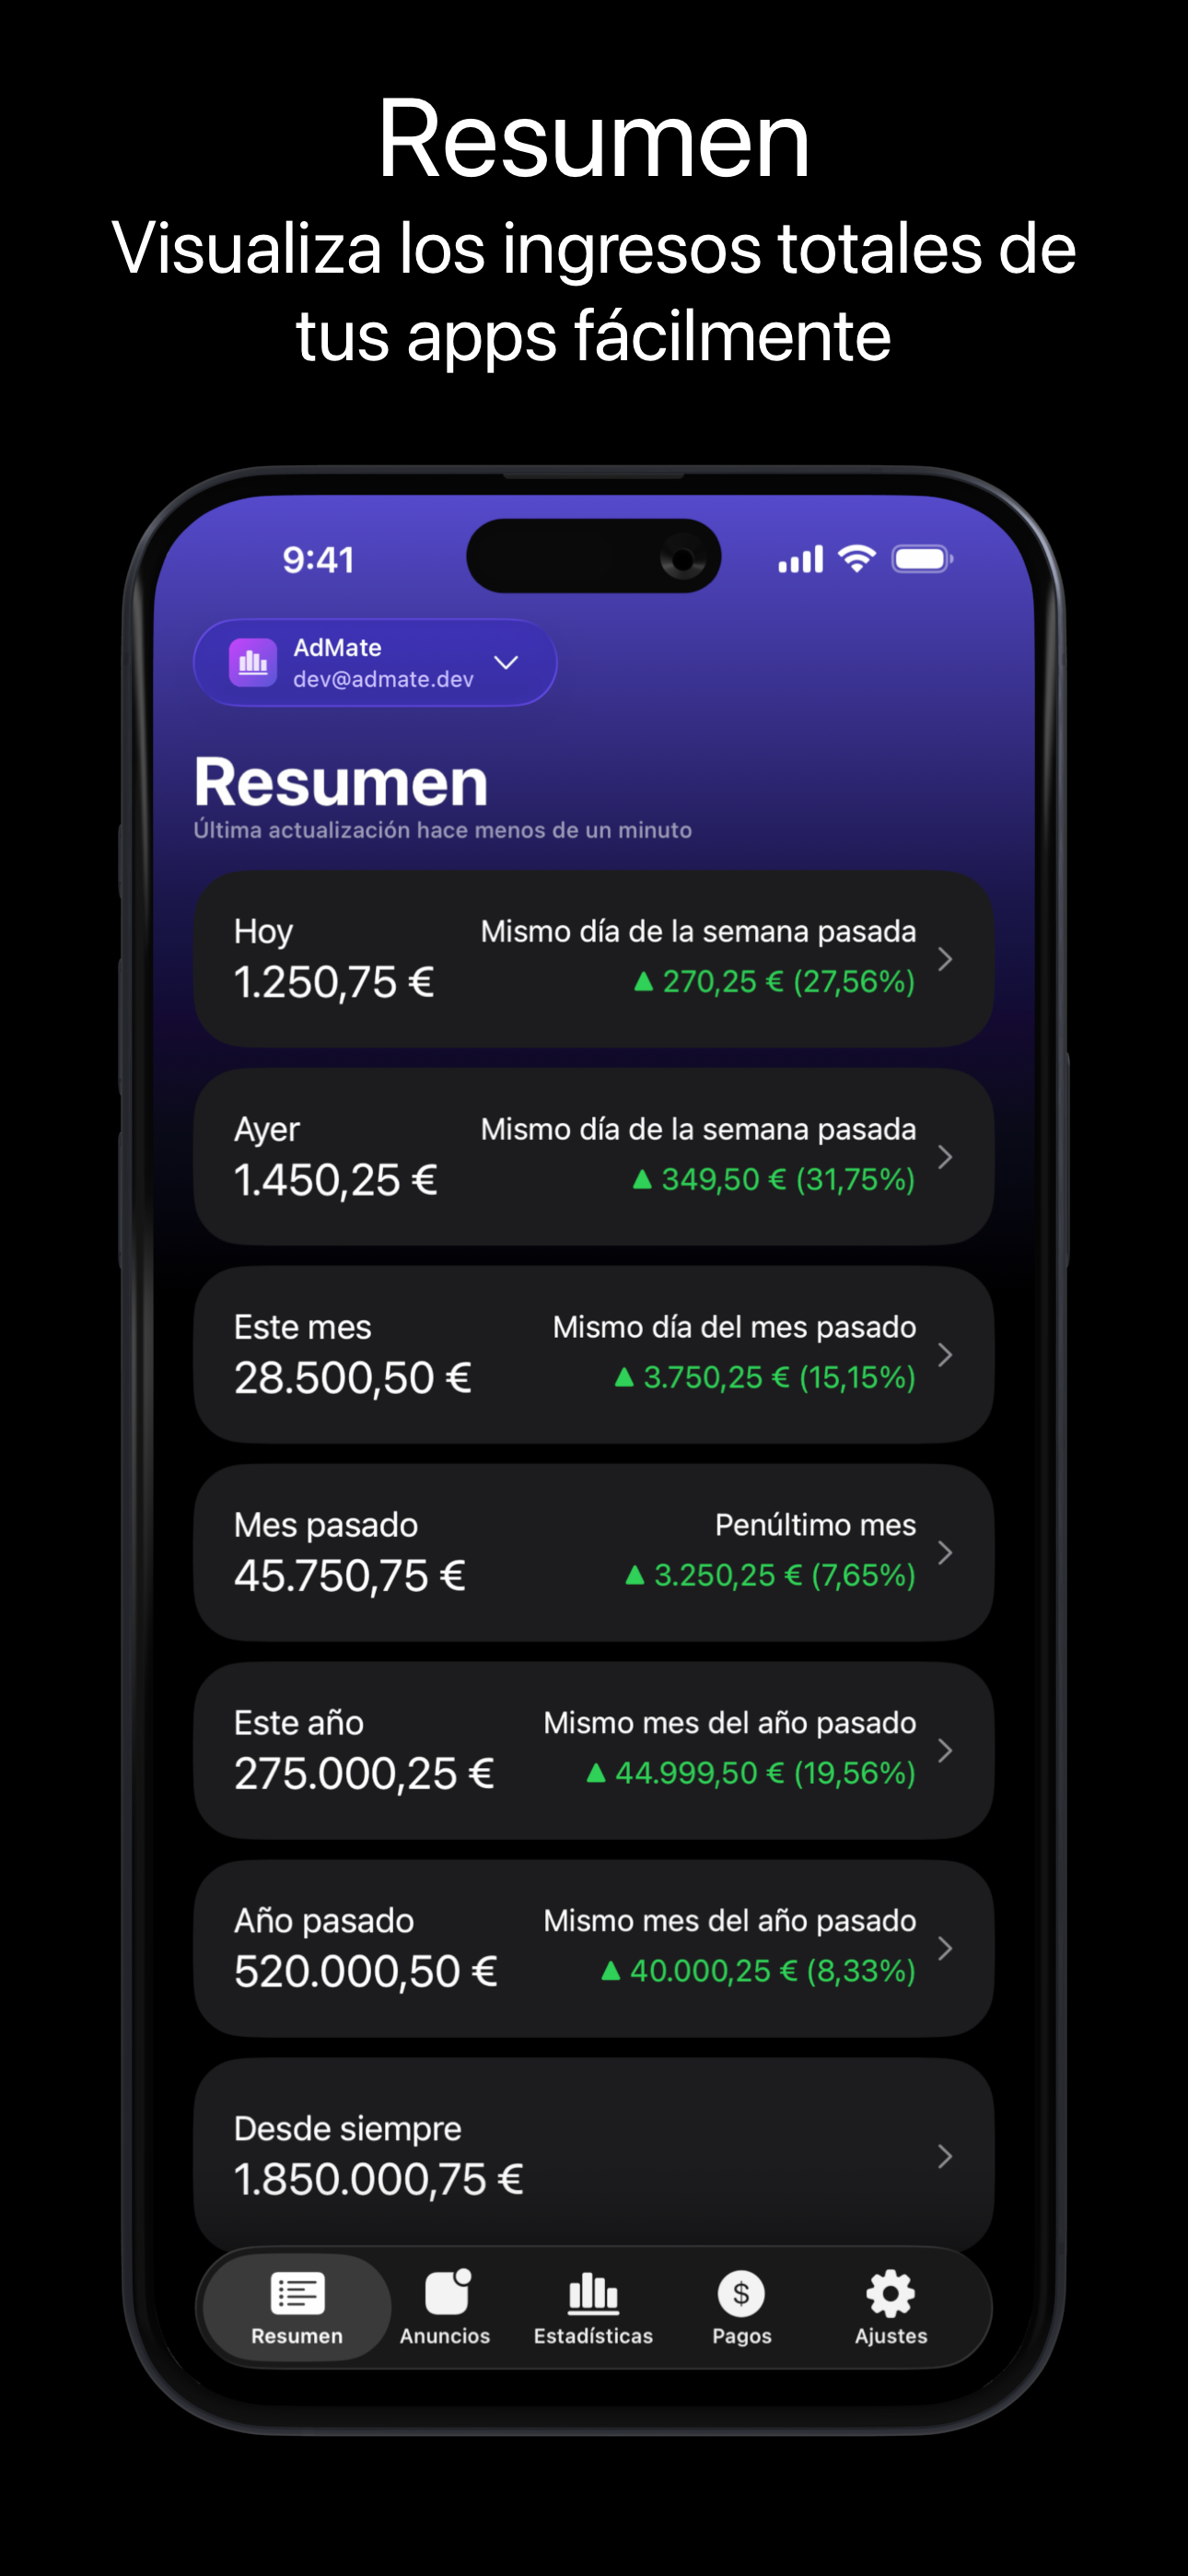 Resumen
Visualiza los ingresos totales de
tus apps fácilmente
9:41
AdMate
dev@admate.dev
Resumen
Última actualización hace menos de un minuto
Hoy
Mismo día de la semana pasada
1.250,75 €
▲ 270,25 € (27,56%)
Ayer
Mismo día de la semana pasada
1.450,25 €
▲ 349,50 € (31,75%)
Este mes
Mismo día del mes pasado
28.500,50 €
▲ 3.750,25 € (15,15%)
Mes pasado
Penúltimo mes
45.750,75 €
▲ 3.250,25 € (7,65%)
Este año
Mismo mes del año pasado
275.000,25 €
▲ 44.999,50 € (19,56%)
Año pasado
Mismo mes del año pasado
520.000,50 €
▲ 40.000,25 € (8,33%)
Desde siempre
1.850.000,75 €
Resumen
Anuncios
Estadísticas
Pagos
Ajustes